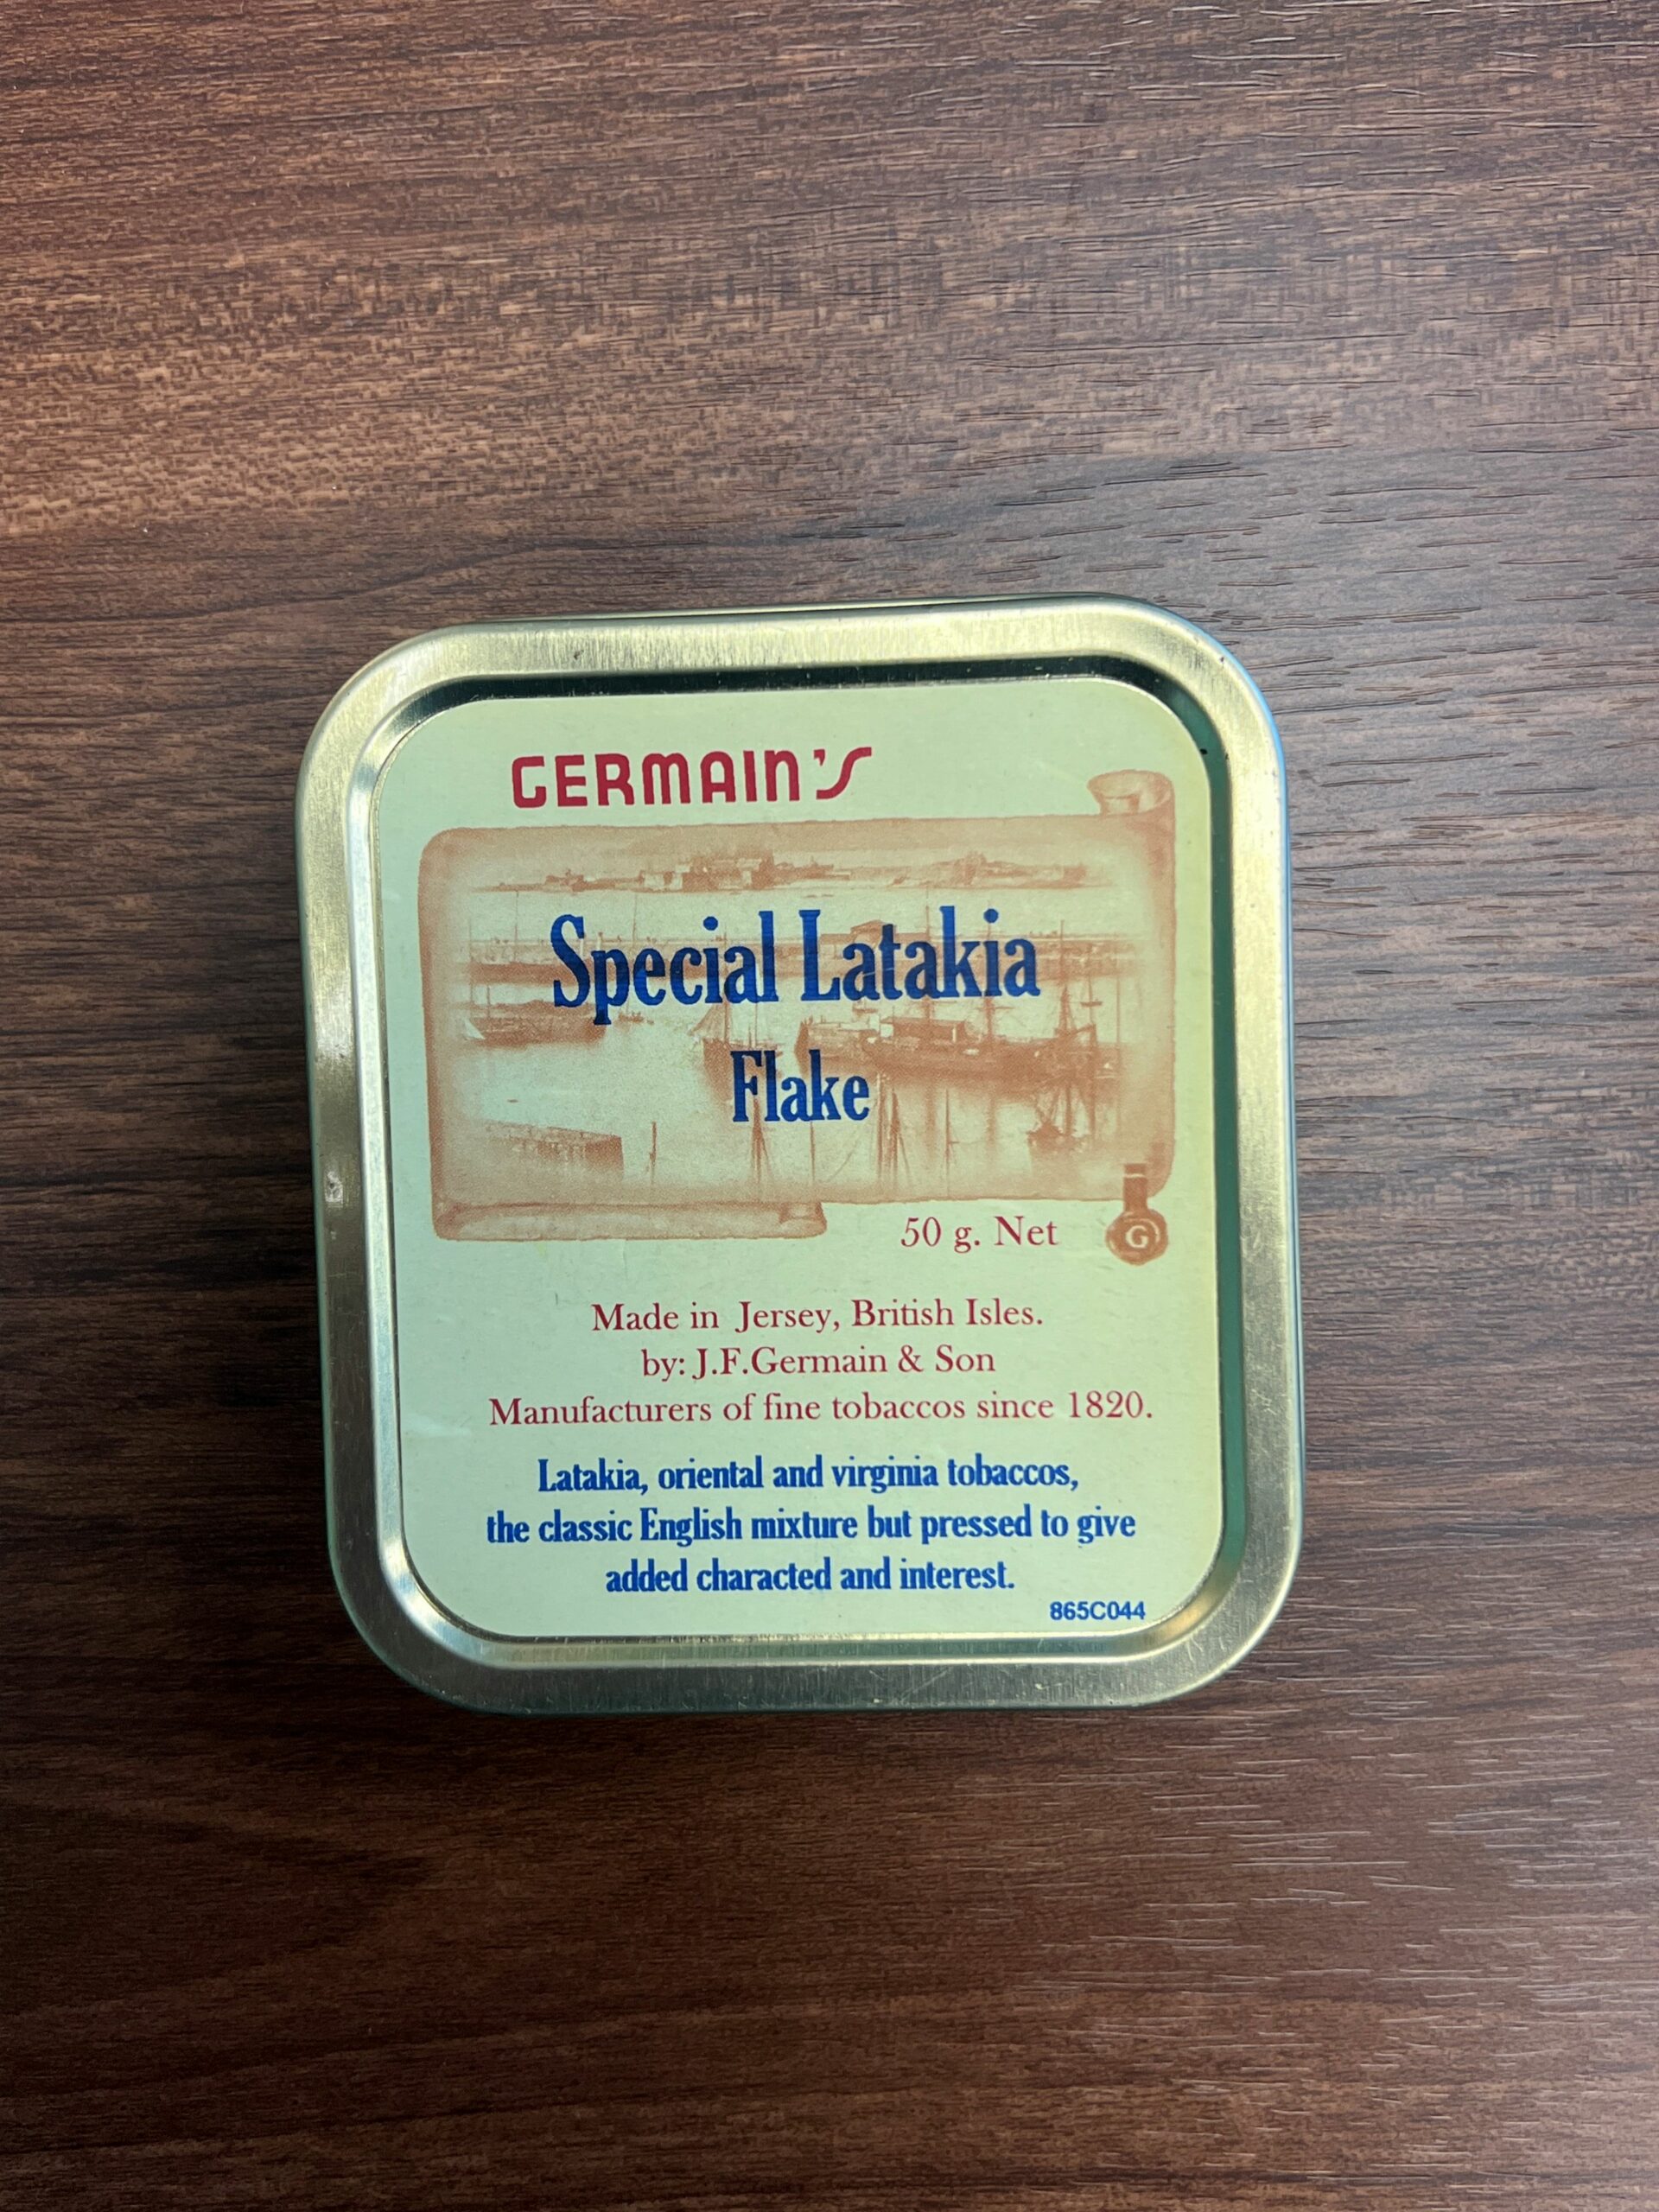 GERMAIN'S
Special Latakia
Flake
50 g. Net
G
Made in Jersey, British Isles.
by: J.F.Germain & Son
Manufacturers of fine tobaccos since 1820.
Latakia, oriental and virginia tobaccos,
the classic English mixture but pressed to give
added characted and interest.
865C044